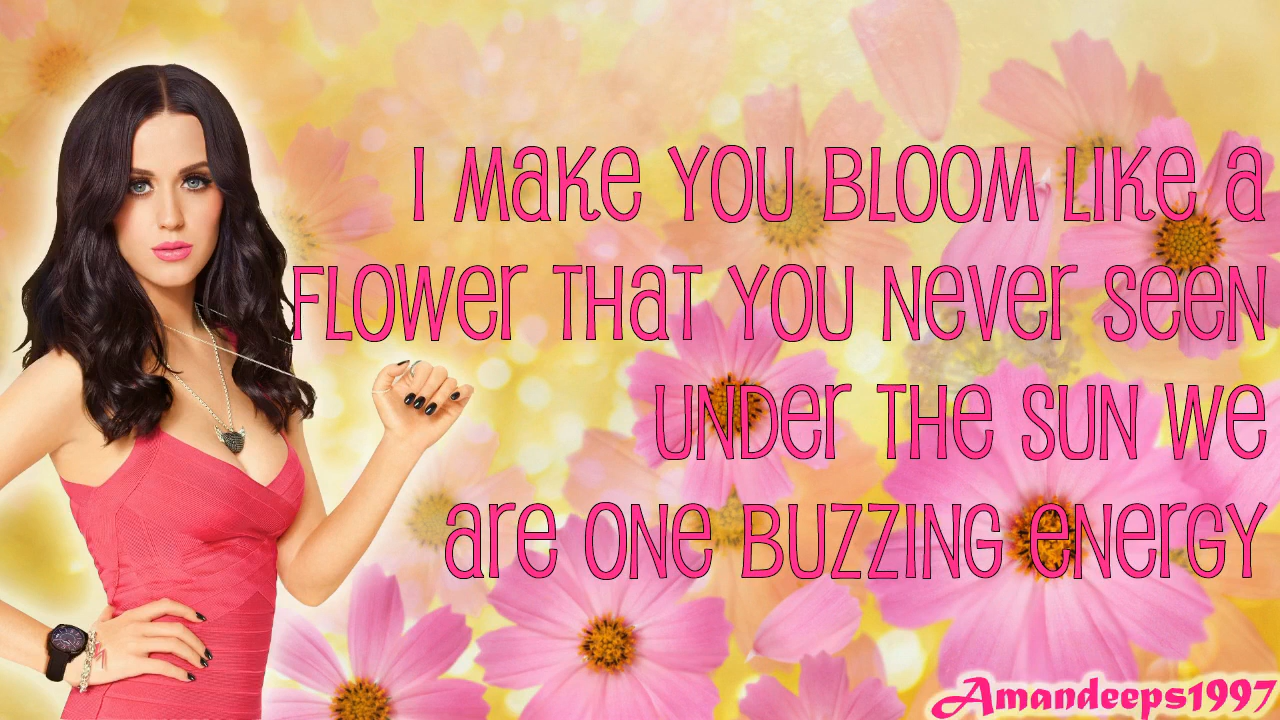 I MAKE YOU BLOOM LIKE A
FLOWER THAT YOU NEVER SEEN
UNDER THE SUN WE
ARE ONE BUZZING ENERGY
Amandeeps1997